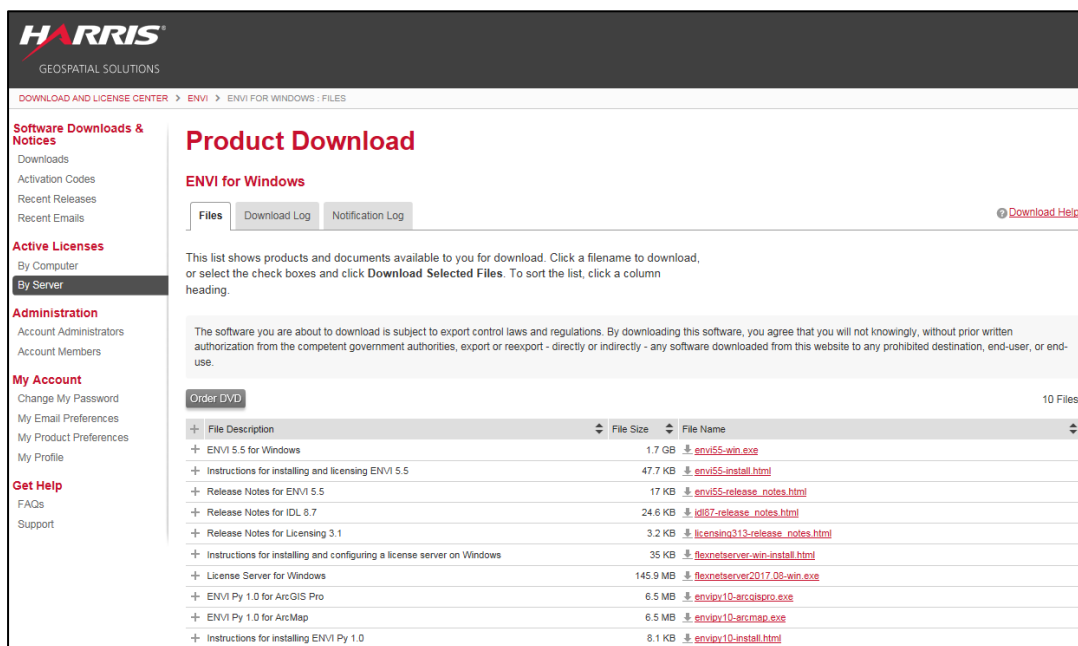 HARRIS
GEOSPATIAL SOLUTIONS
DOWNLOAD AND LICENSE CENTER > ENVI > ENVI FOR WINDOWS : FILES
Software Downloads &
Notices
Downloads
Activation Codes
Recent Releases
Recent Emails
Active Licenses
By Computer
By Server
Administration
Account Administrators
Account Members
My Account
Change My Password
My Email Preferences
My Product Preferences
My Profile
Get Help
FAQs
Support
Product Download
ENVI for Windows
Files Download Log Notification Log
Download Help
This list shows products and documents available to you for download. Click a filename to download,
or select the check boxes and click Download Selected Files. To sort the list, click a column
heading.
The software you are about to download is subject to export control laws and regulations. By downloading this software, you agree that you will not knowingly, without prior written
authorization from the competent government authorities, export or reexport - directly or indirectly - any software downloaded from this website to any prohibited destination, end-user, or end-
use.
Order DVD
10 Files
+ File Description File Size File Name
+ ENVI 5.5 for Windows 1.7 GB envi55-win.exe
+ Instructions for installing and licensing ENVI 5.5 47.7 KB envi55-install.html
+ Release Notes for ENVI 5.5 17 KB envi55-release_notes.html
+ Release Notes for IDL 8.7 24.6 KB idl87-release_notes.html
+ Release Notes for Licensing 3.1 3.2 KB licensing313-release_notes.html
+ Instructions for installing and configuring a license server on Windows 35 KB flexnetserver-win-install.html
+ License Server for Windows 145.9 MB flexnetserver2017.08-win.exe
+ ENVI Py 1.0 for ArcGIS Pro 6.5 MB envipy10-arcgispro.exe
+ ENVI Py 1.0 for ArcMap 6.5 MB envipy10-arcmap.exe
+ Instructions for installing ENVI Py 1.0 8.1 KB envipy10-install.html